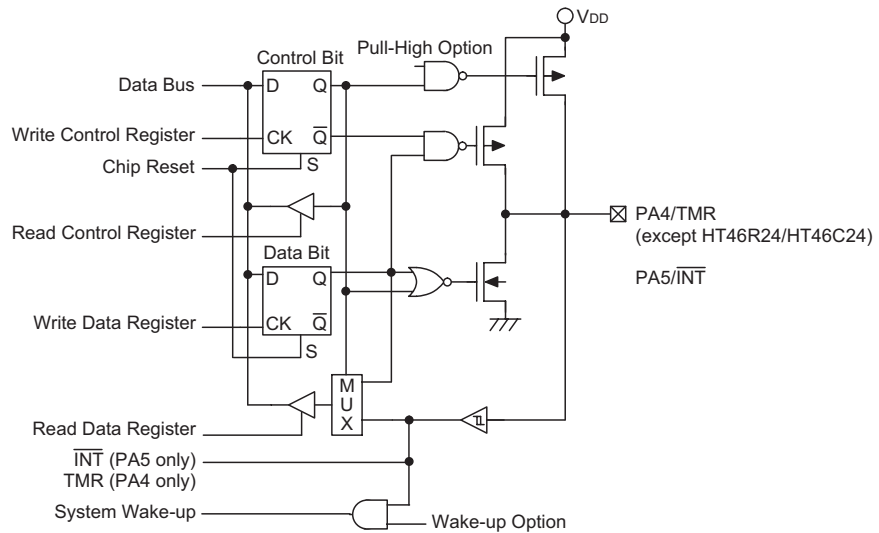 VDD
Control Bit
Pull-High Option
Data Bus
D
Q
Write Control Register
CK
Q̅
Chip Reset
S
Read Control Register
PA4/TMR
(except HT46R24/HT46C24)
Data Bit
D
Q
PA5/I̅N̅T̅
Write Data Register
CK
Q̅
S
M
U
X
Read Data Register
I̅N̅T̅ (PA5 only)
TMR (PA4 only)
System Wake-up
Wake-up Option